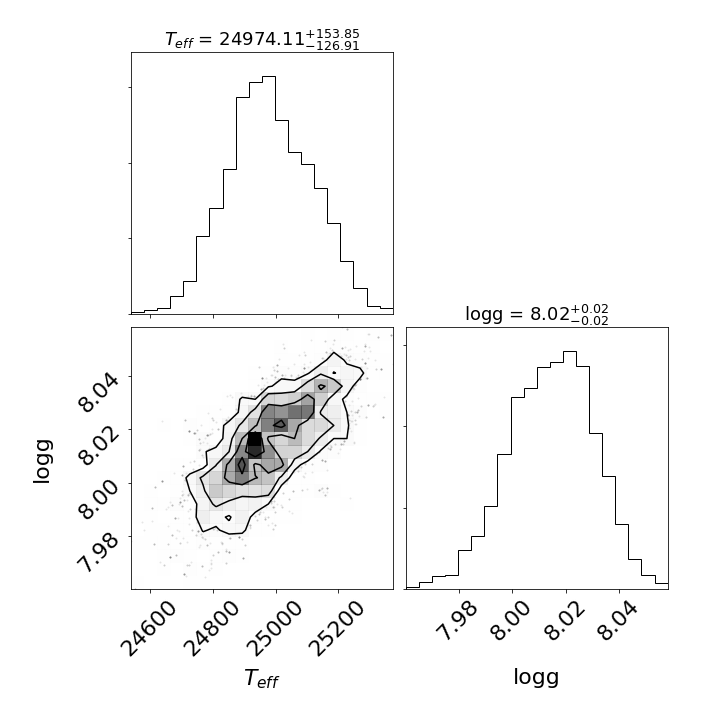 T_eff = 24974.11^{+153.85}_{−126.91}
logg = 8.02^{+0.02}_{−0.02}
8.04
8.02
8.00
7.98
logg
24600 24800 25000 25200
T_eff
7.98 8.00 8.02 8.04
logg